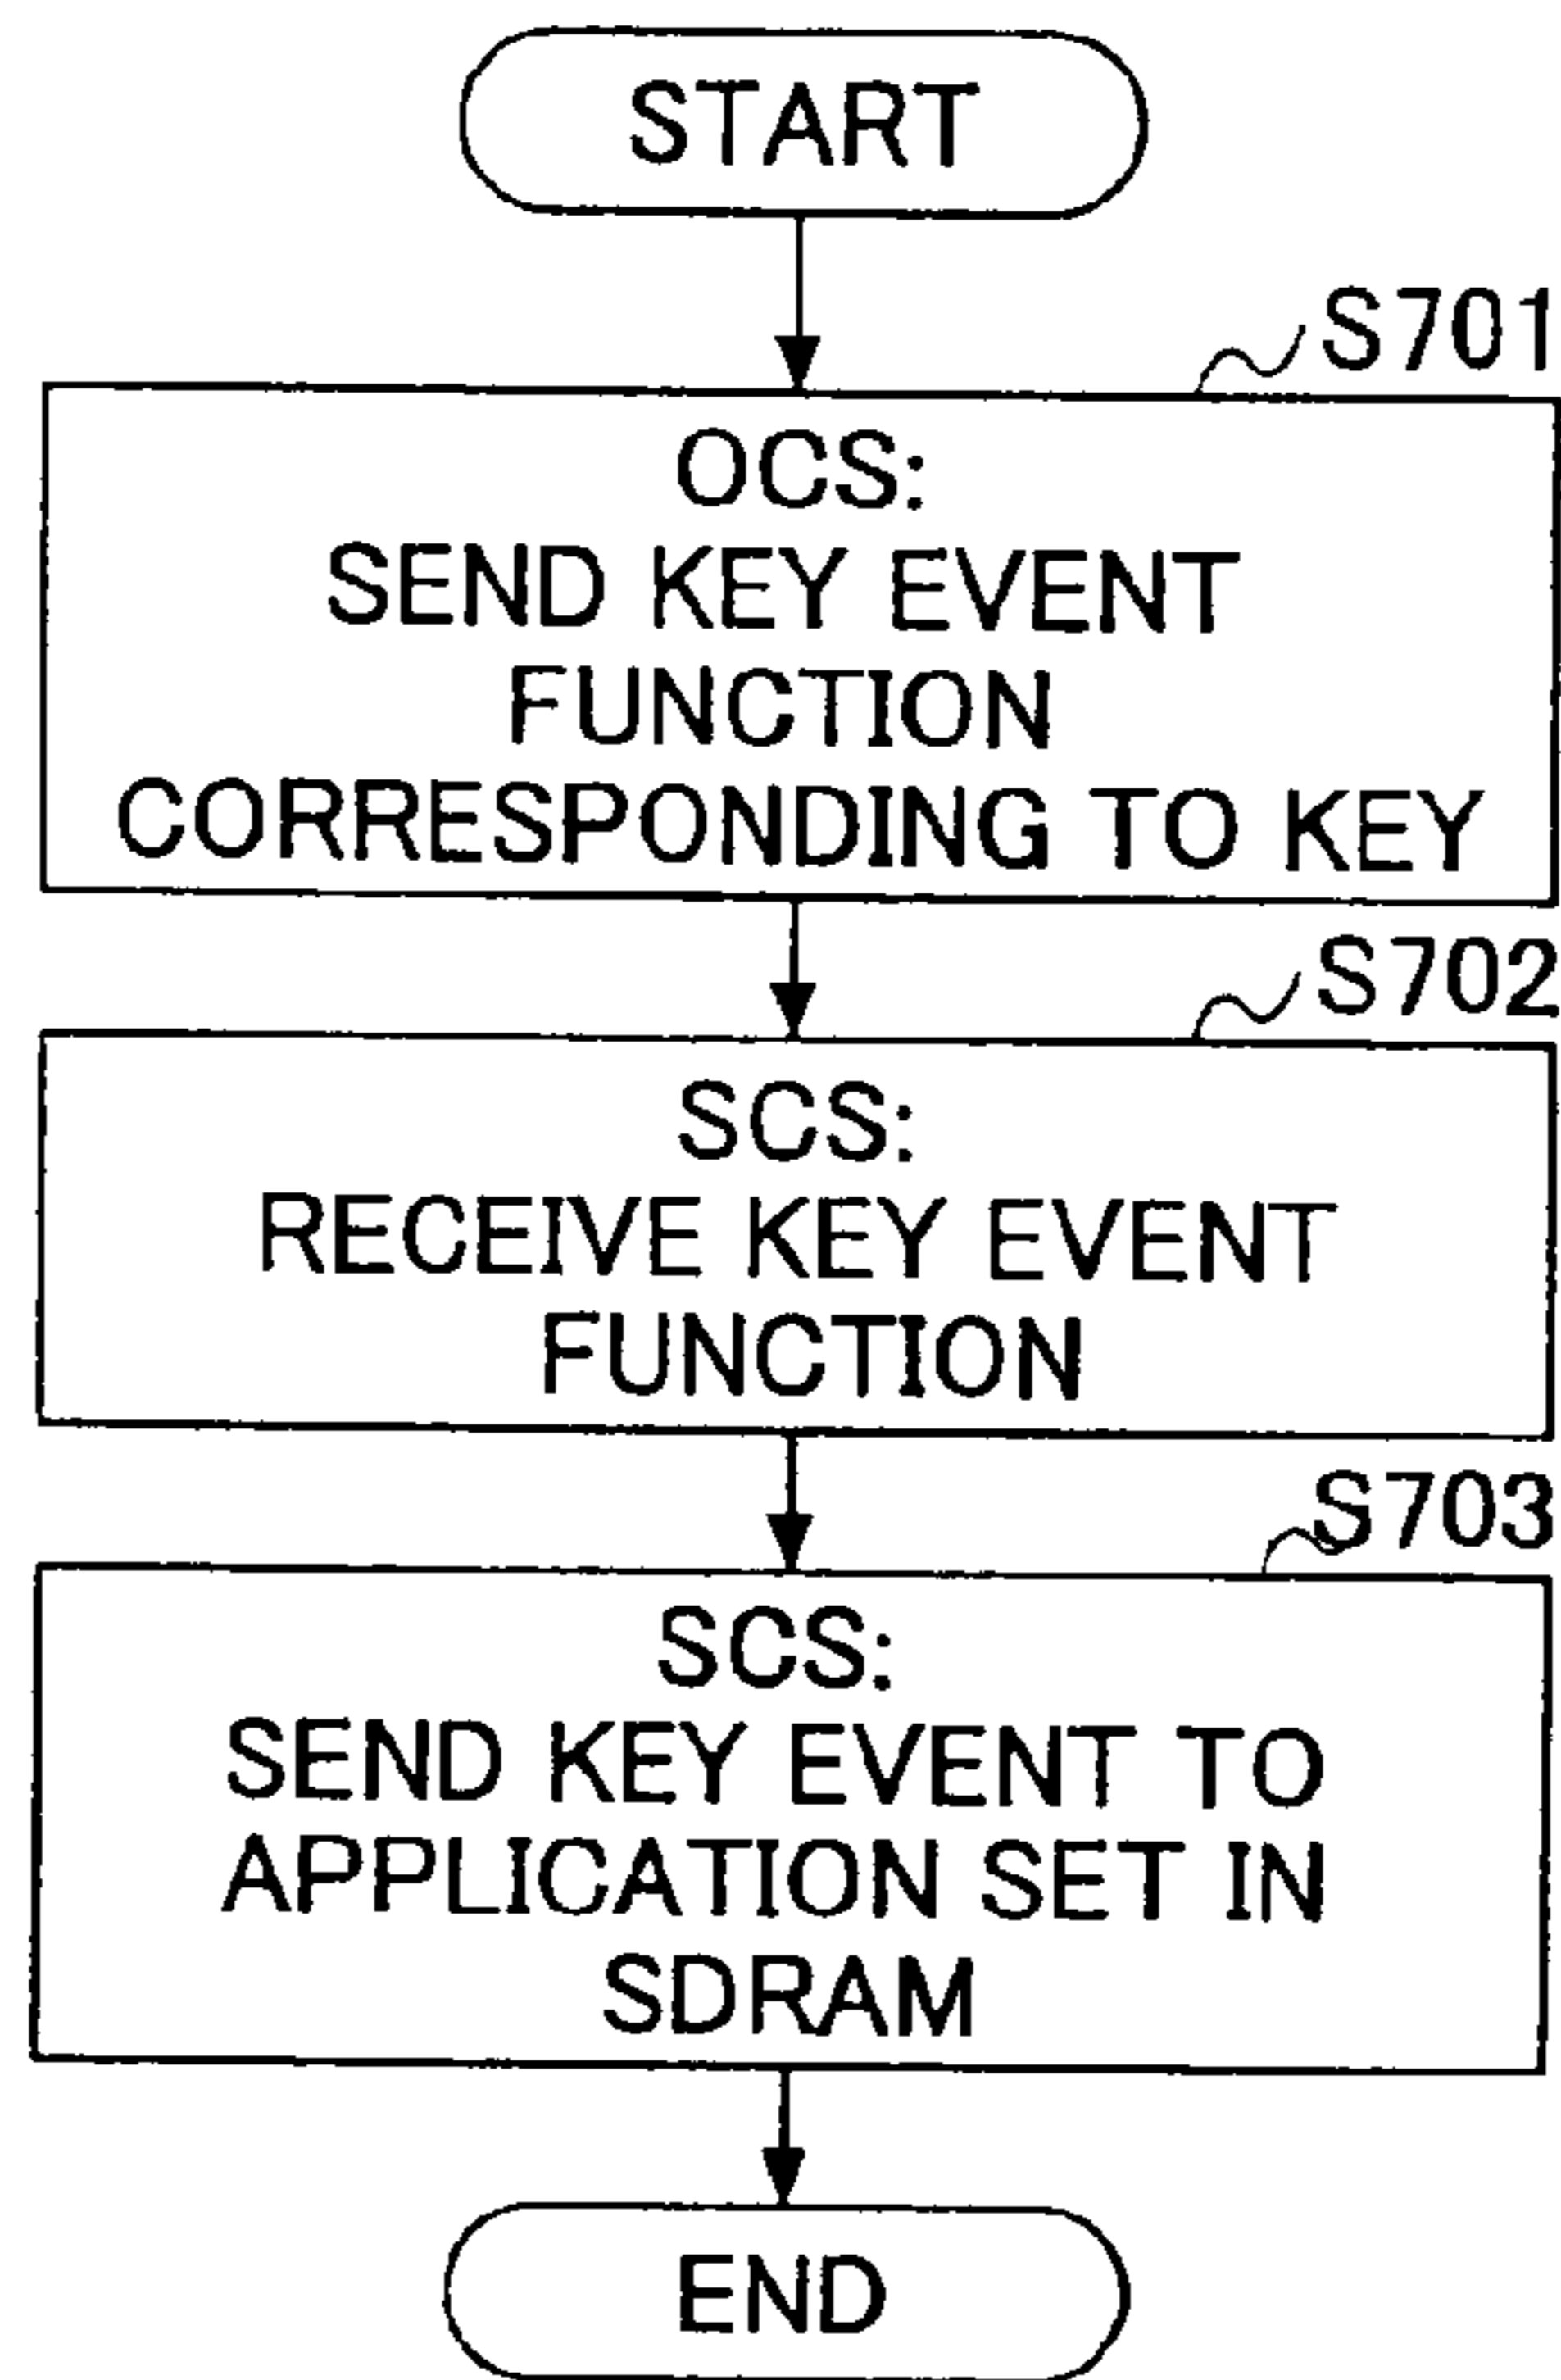 START
S701
OCS:
SEND KEY EVENT
FUNCTION
CORRESPONDING TO KEY
S702
SCS:
RECEIVE KEY EVENT
FUNCTION
S703
SCS:
SEND KEY EVENT TO
APPLICATION SET IN
SDRAM
END